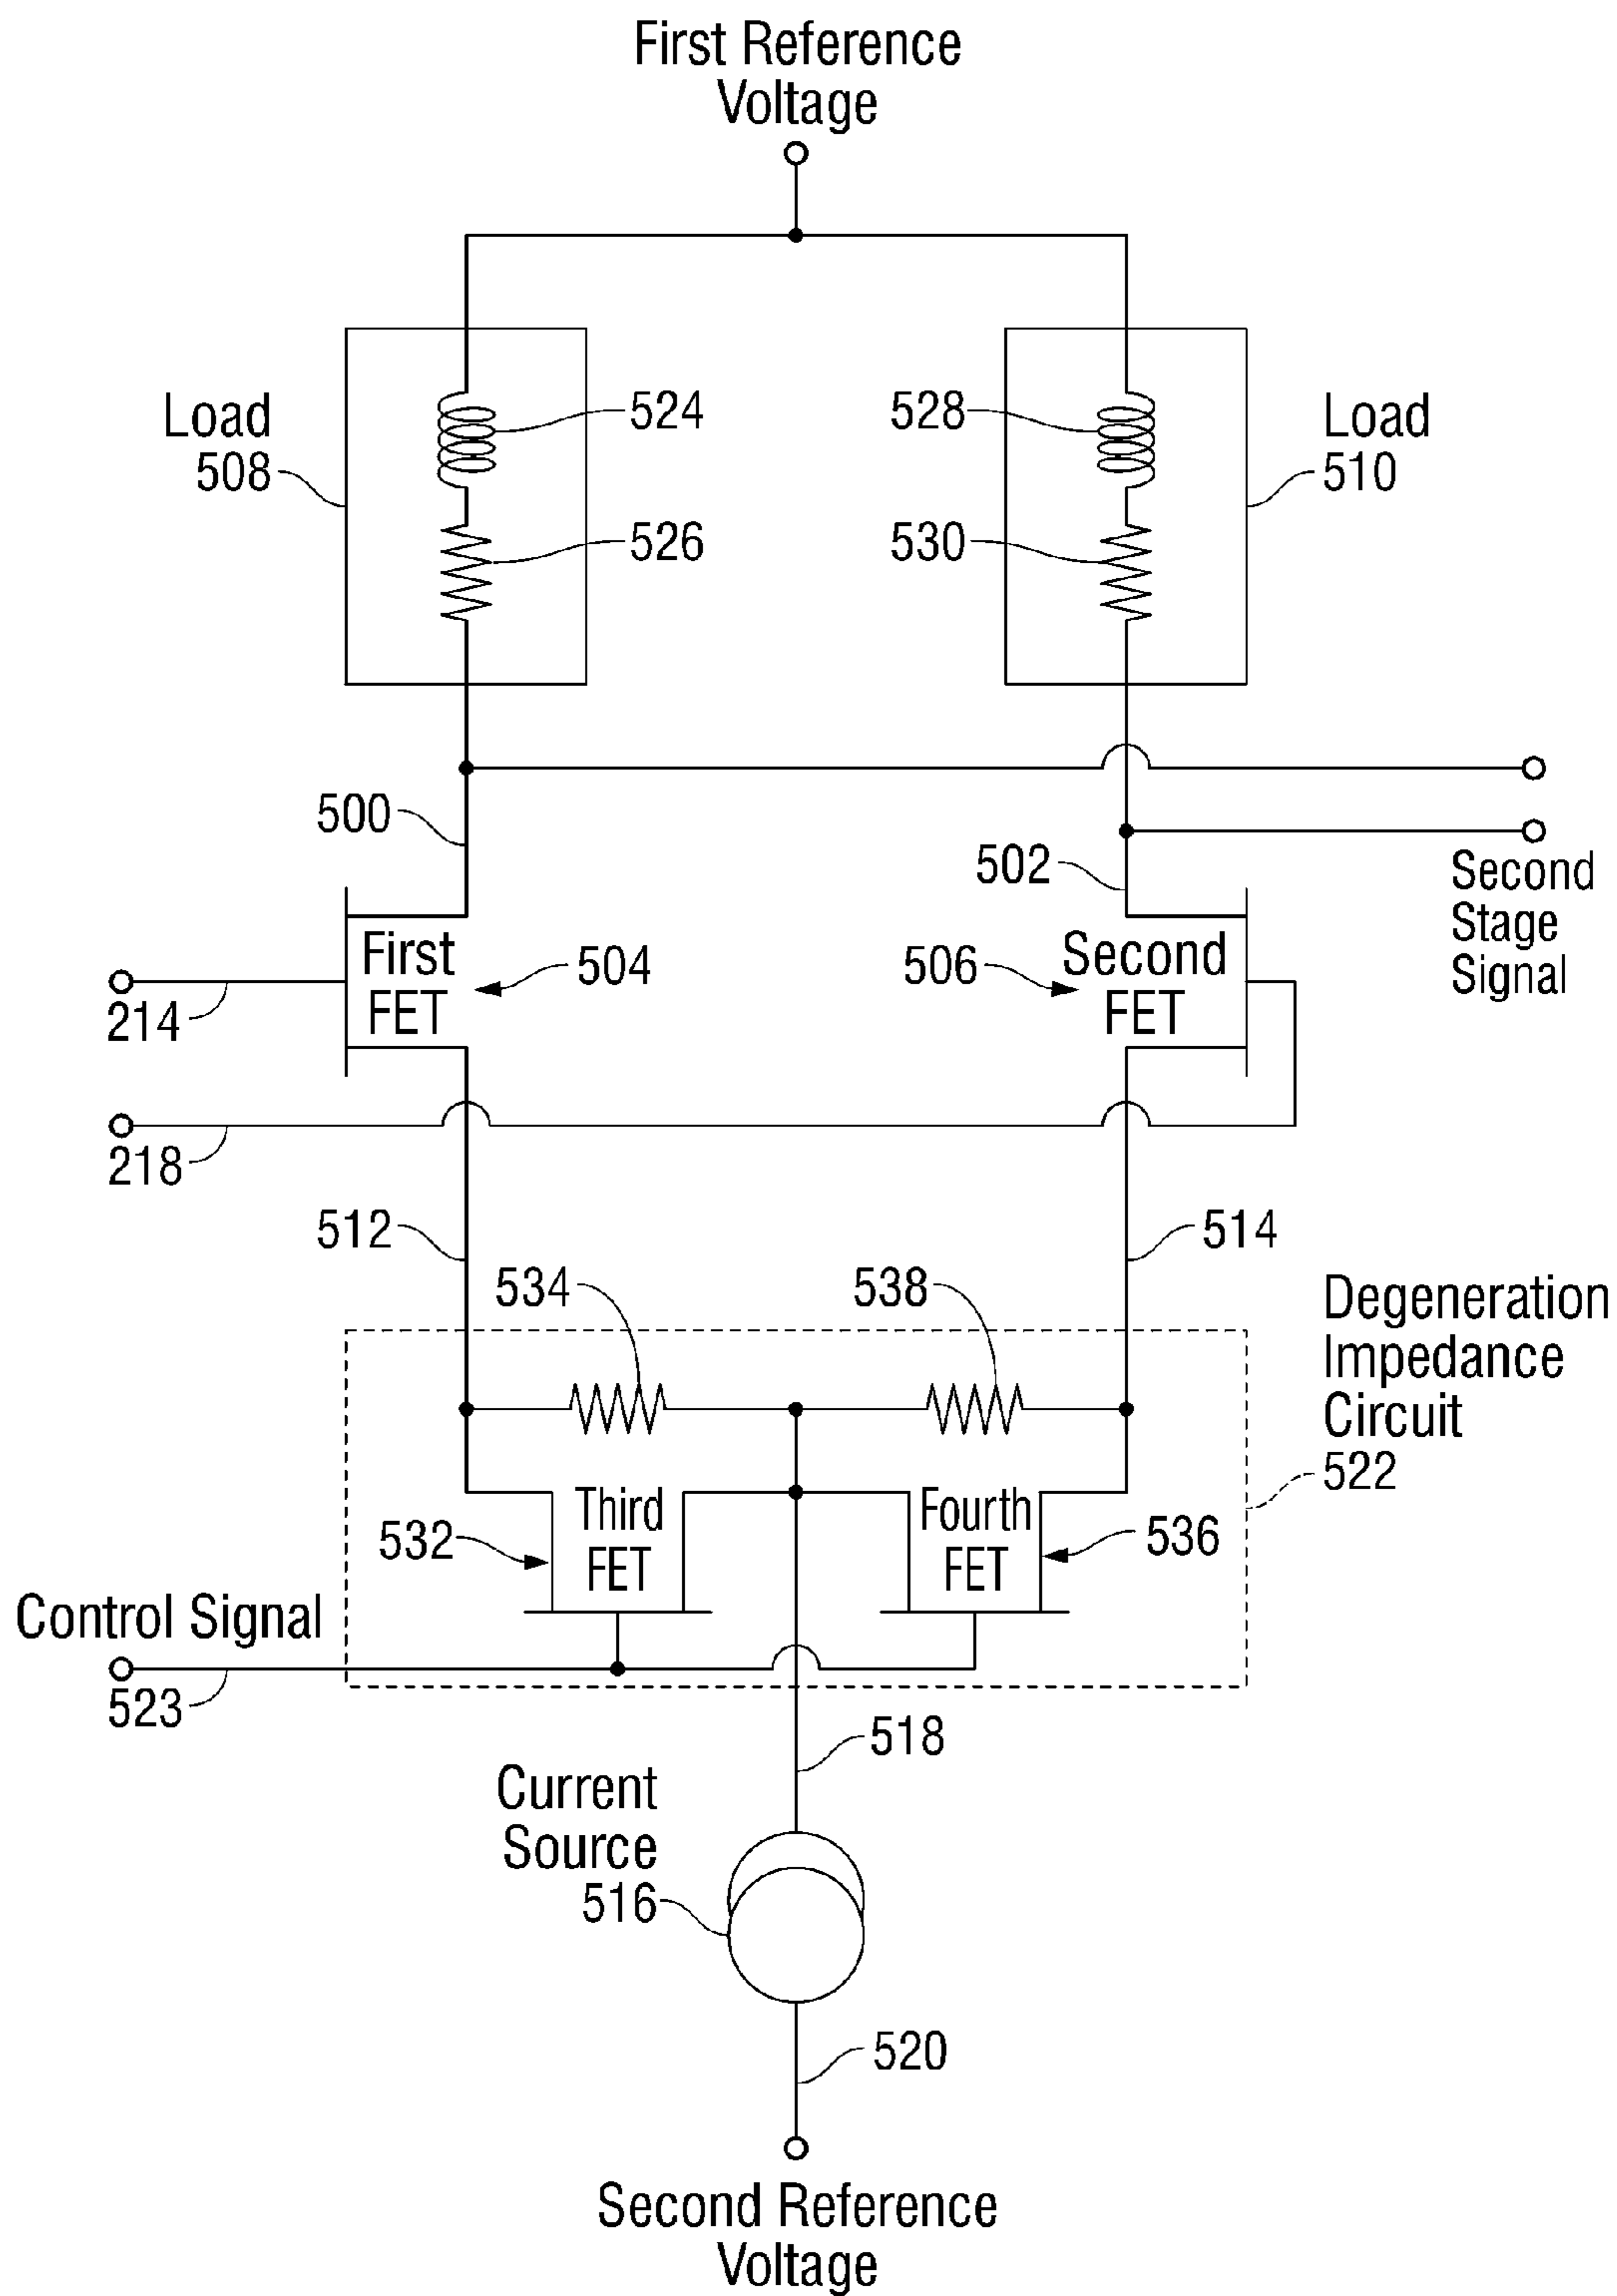 First Reference
Voltage
Load
508
524
526
528
530
Load
510
500
502
Second
Stage
Signal
First
FET
504
506
Second
FET
214
218
512
514
534
538
Degeneration
Impedance
Circuit
522
532
Third
FET
Fourth
FET
536
Control Signal
523
518
Current
Source
516
520
Second Reference
Voltage